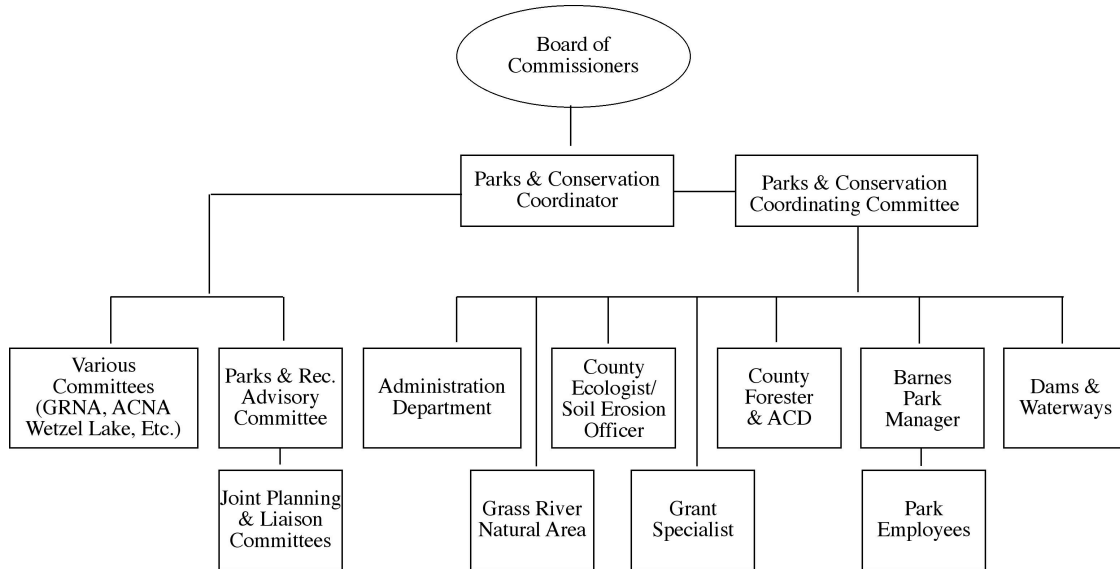 Board of
Commissioners
Parks & Conservation
Coordinator
Parks & Conservation
Coordinating Committee
Various
Committees
(GRNA, ACNA
Wetzel Lake, Etc.)
Parks & Rec.
Advisory
Committee
Administration
Department
County
Ecologist/
Soil Erosion
Officer
County
Forester
& ACD
Barnes
Park
Manager
Dams &
Waterways
Joint Planning
& Liaison
Committees
Grass River
Natural Area
Grant
Specialist
Park
Employees